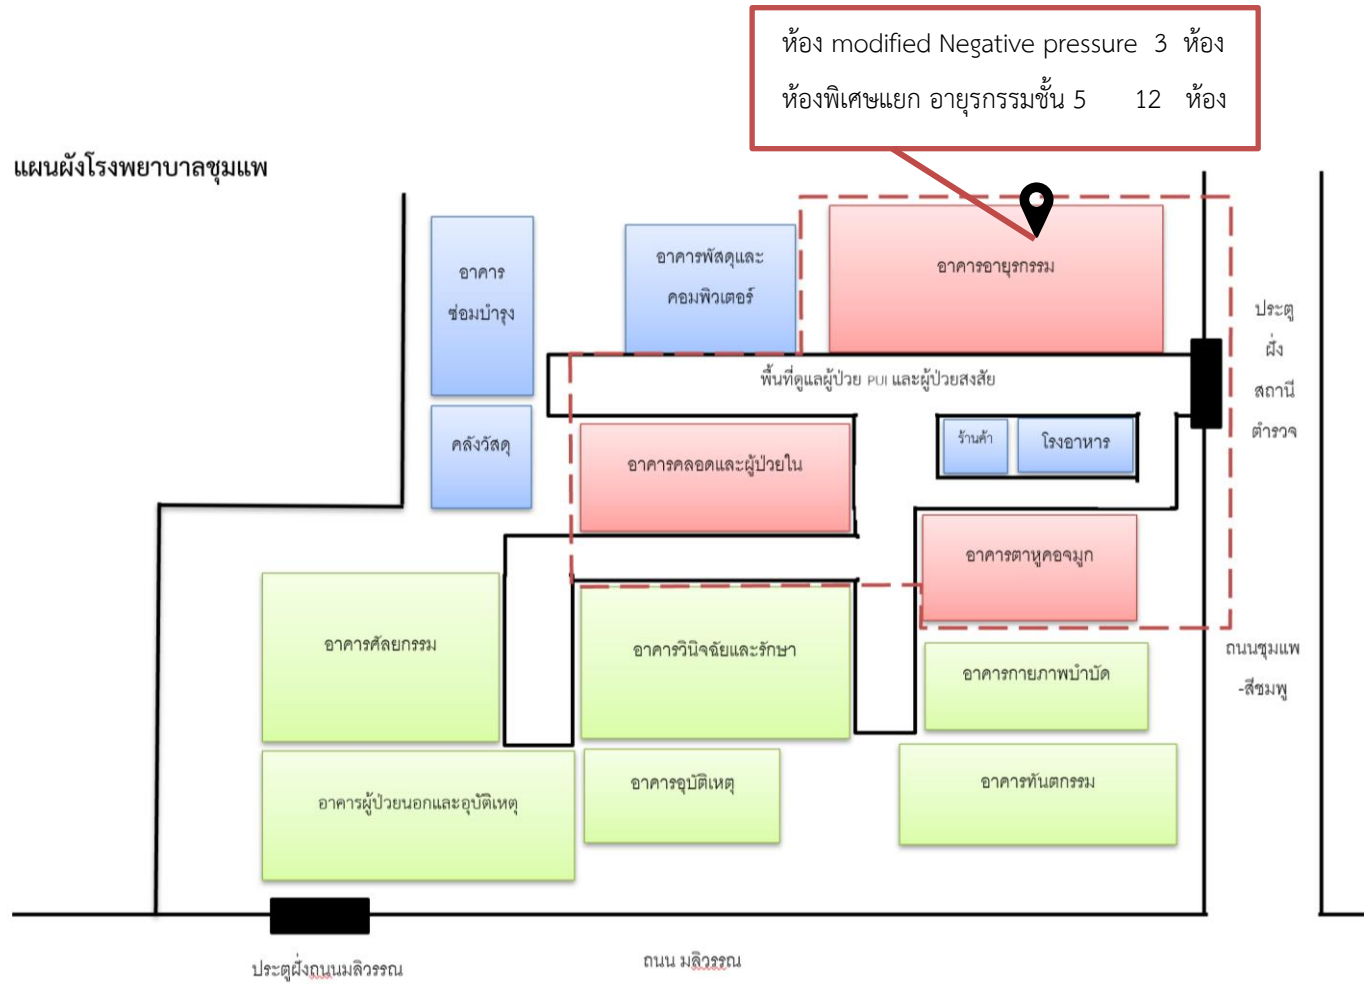 ห้อง modified Negative pressure 3 ห้อง
ห้องพิเศษแยก อายุรกรรมชั้น 5 12 ห้อง
แผนผังโรงพยาบาลชุมแพ
อาคาร
ซ่อมบำรุง
อาคารพัสดุและ
คอมพิวเตอร์
อาคารอายุรกรรม
ประตู
ฝั่ง
สถานี
ตำรวจ
พื้นที่ดูแลผู้ป่วย PUI และผู้ป่วยสงสัย
คลังวัสดุ
อาคารคลอดและผู้ป่วยใน
ร้านค้า
โรงอาหาร
อาคารตาหูคอจมูก
อาคารศัลยกรรม
อาคารวินิจฉัยและรักษา
อาคารกายภาพบำบัด
ถนนชุมแพ
-สีชมพู
อาคารผู้ป่วยนอกและอุบัติเหตุ
อาคารอุบัติเหตุ
อาคารทันตกรรม
ประตูฝั่งถนนมลิวรรณ
ถนน มลิวรรณ